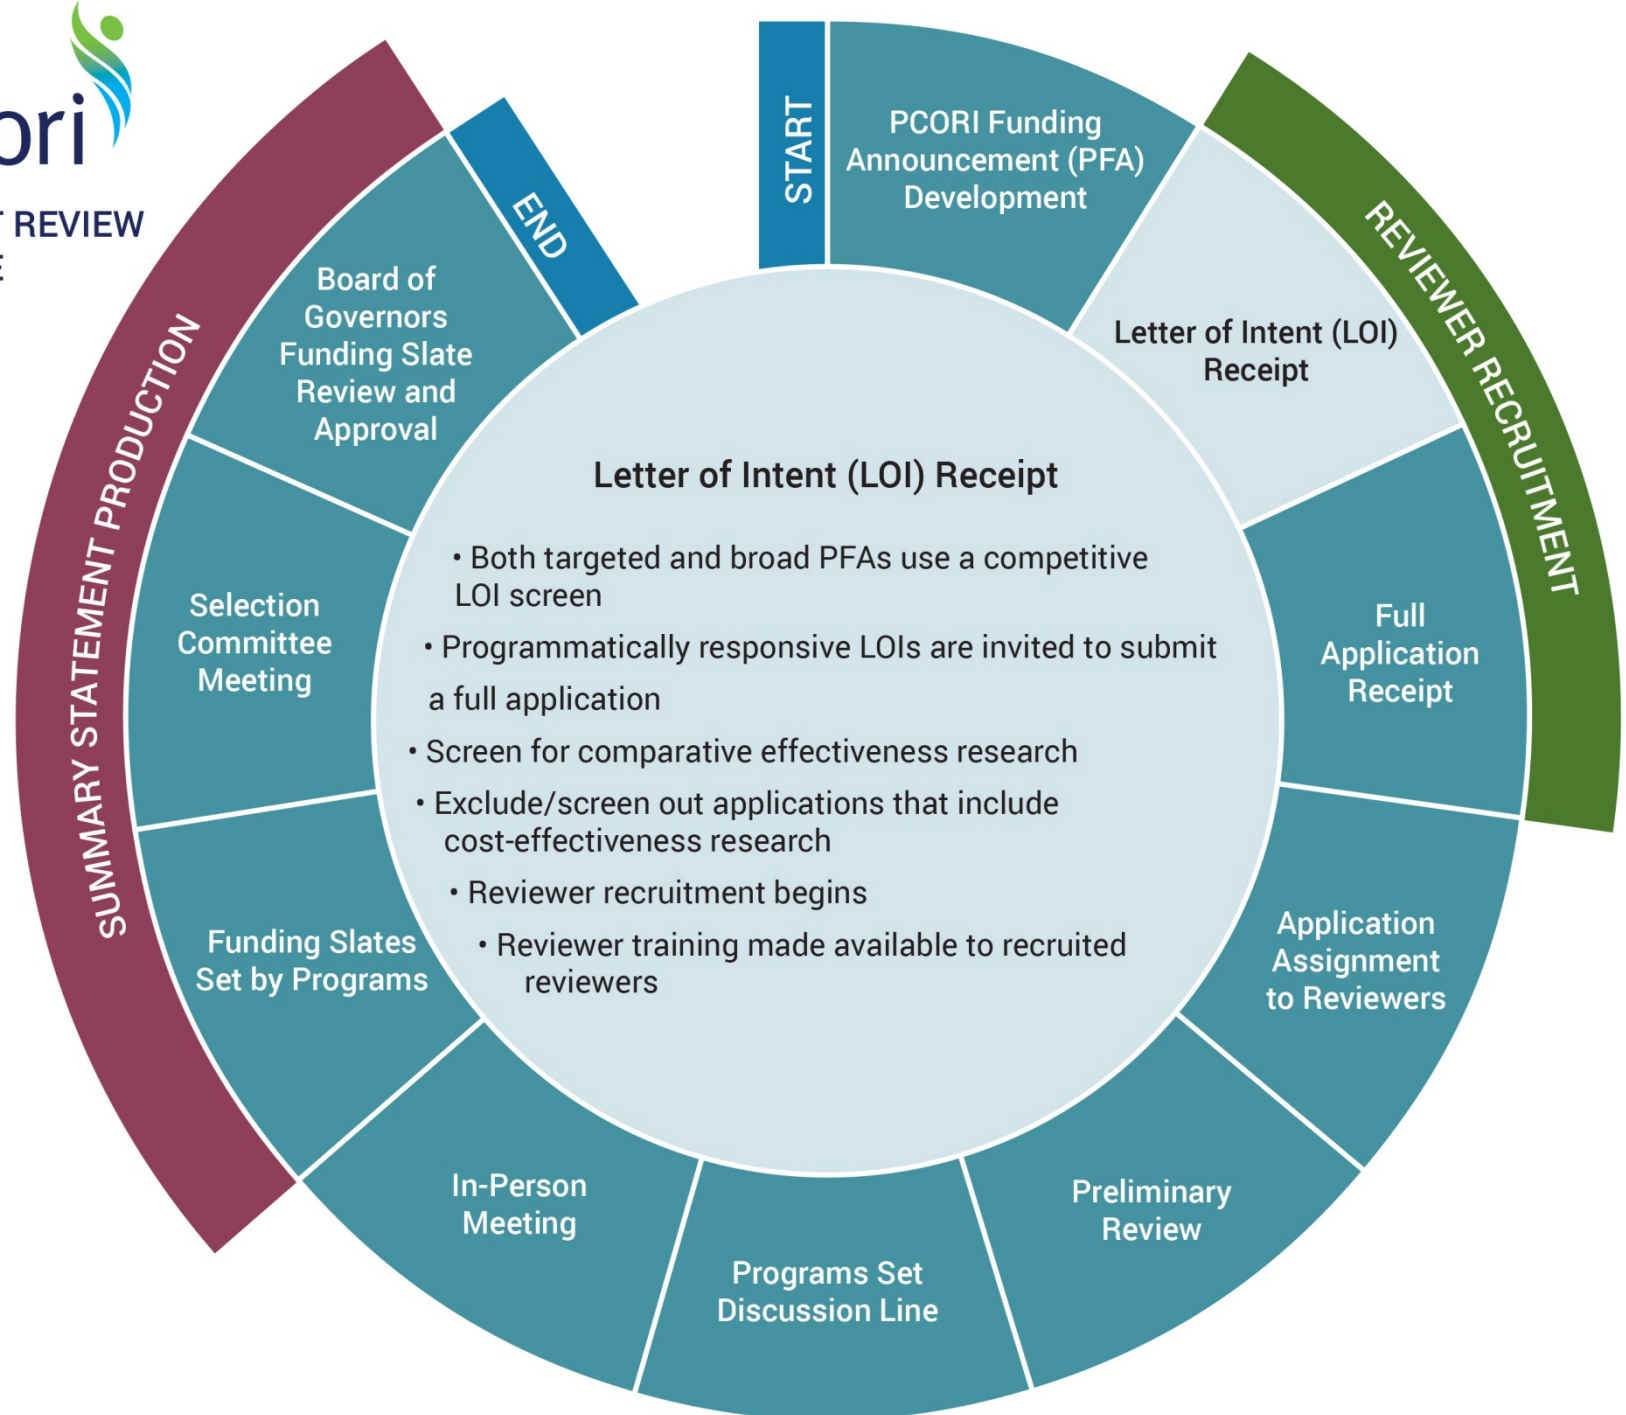 ori
REVIEW
START
PCORI Funding
Announcement (PFA)
Development
Letter of Intent (LOI)
Receipt
REVIEWER RECRUITMENT
Full
Application
Receipt
Application
Assignment
to Reviewers
Preliminary
Review
Programs Set
Discussion Line
In-Person
Meeting
Funding Slates
Set by Programs
Selection
Committee
Meeting
Board of
Governors
Funding Slate
Review and
Approval
SUMMARY STATEMENT PRODUCTION
END
Letter of Intent (LOI) Receipt
• Both targeted and broad PFAs use a competitive
LOI screen
• Programmatically responsive LOIs are invited to submit
a full application
• Screen for comparative effectiveness research
• Exclude/screen out applications that include
cost-effectiveness research
• Reviewer recruitment begins
• Reviewer training made available to recruited
reviewers